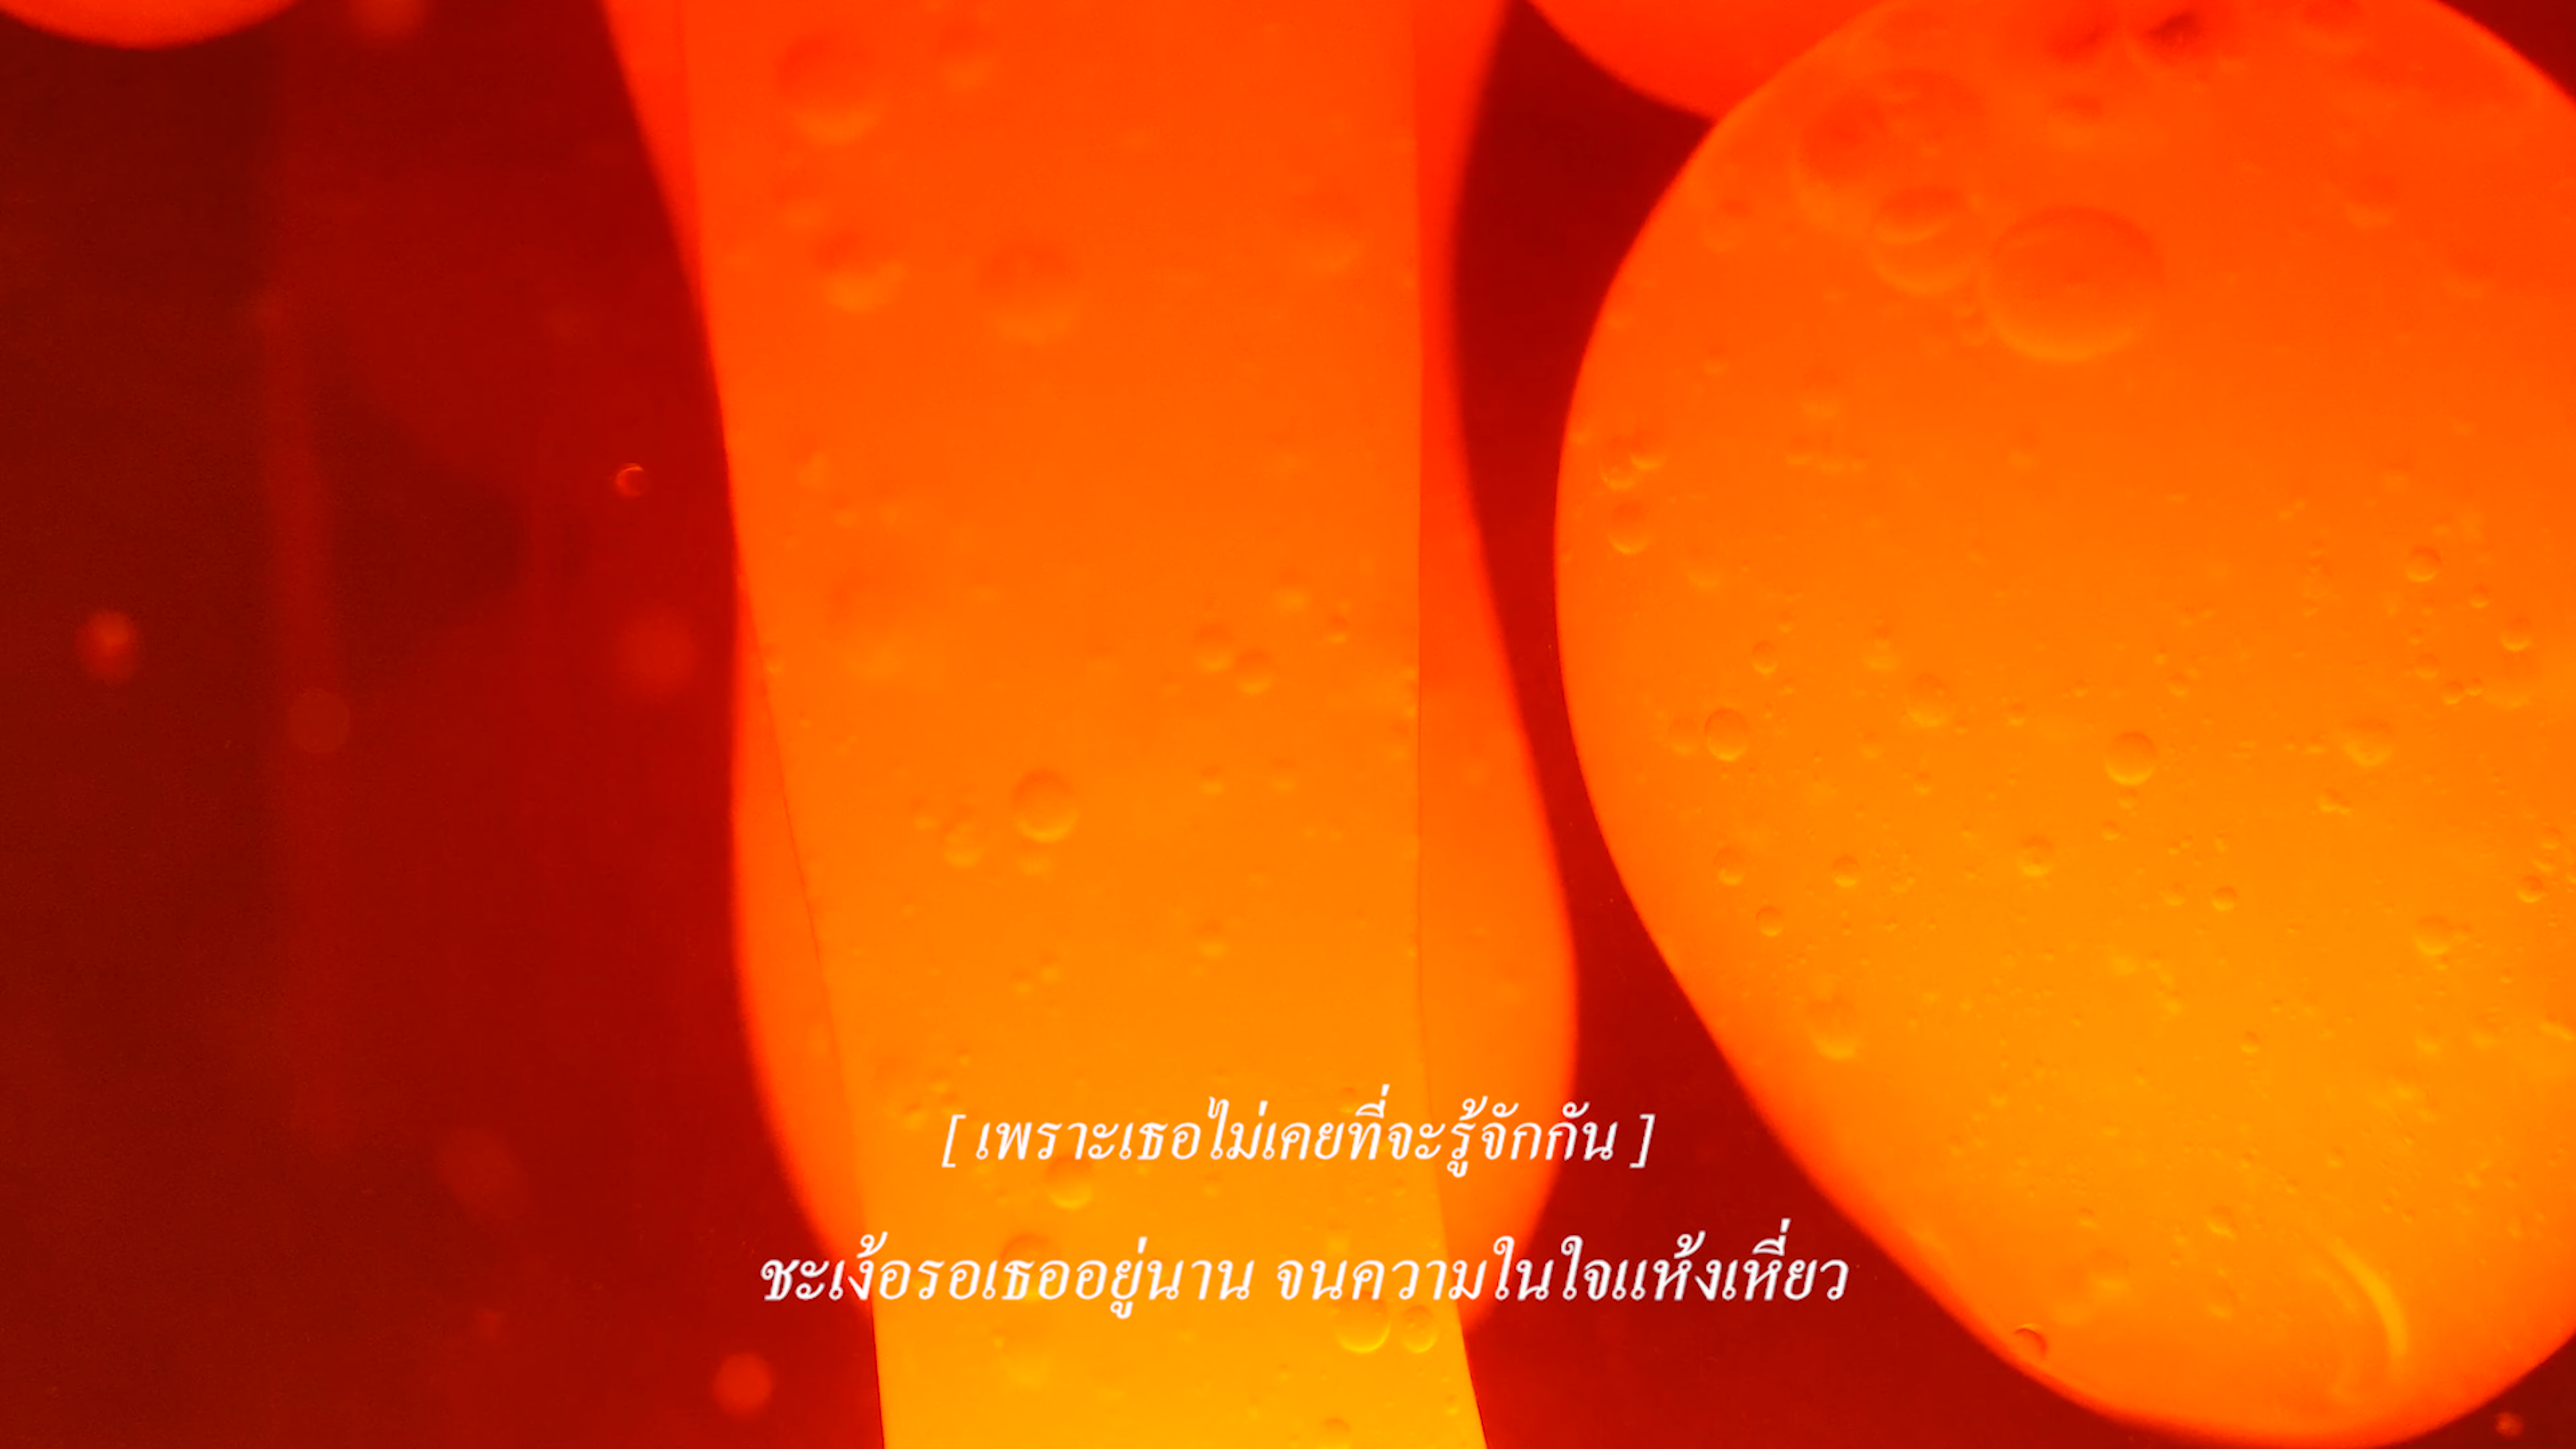 [ เพราะเธอไม่เคยที่จะรู้จักกัน ]
ชะเง้อรอเธออยู่นาน จนความในใจแห้งเหี่ยว